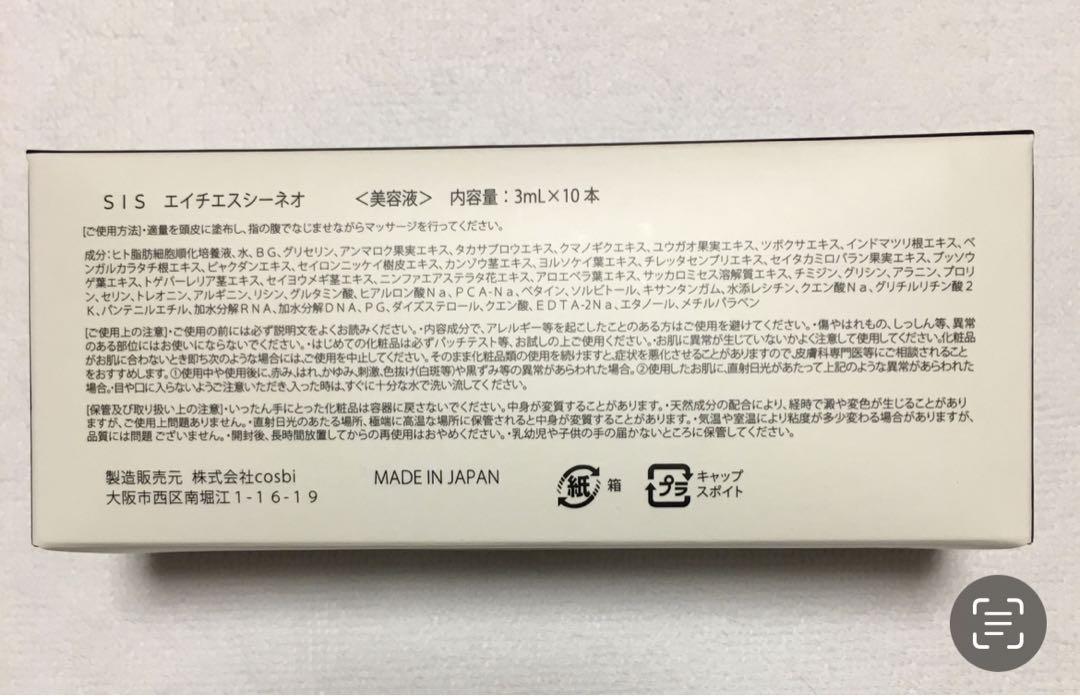 SIS エイチエスシーネオ <美容液> 内容量：3mL×10本
[ご使用方法]・適量を頭皮に塗布し、指の腹でなじませながらマッサージを行ってください。
成分：ヒト脂肪細胞順化培養液、水、BG、グリセリン、アンマロク果実エキス、タカサブロウエキス、クマノギクエキス、ユウガオ果実エキス、ツボクサエキス、インドマツリ根エキス、ベ
ンガルカラタチ根エキス、ビャクダンエキス、セイロンニッケイ樹皮エキス、カンゾウ茎エキス、ヨルソケイ葉エキス、チレッタセンブリエキス、セイタカミロバラン果実エキス、ブッソウ
ゲ葉エキス、トゲバーレリア茎エキス、セイヨウメギ茎エキス、ニンファエアステラタ花エキス、アロエベラ葉エキス、サッカロミセス溶解質エキス、チミジン、グリシン、アラニン、プロリ
ン、セリン、トレオニン、アルギニン、リシン、グルタミン酸、ヒアルロン酸Na、PCA-Na、ベタイン、ソルビトール、キサンタンガム、水添レシチン、クエン酸Na、グリチルリチン酸2
K、パンテニルエチル、加水分解RNA、加水分解DNA、PG、ダイズステロール、クエン酸、EDTA-2Na、エタノール、メチルパラベン
[ご使用上の注意]・ご使用の前には必ず説明文をよくお読みください。・内容成分で、アレルギー等を起こしたことのある方はご使用を避けてください。・傷やはれもの、しっしん等、異常
のある部位にはお使いにならないでください。・はじめての化粧品は必ずパッチテスト等、お試しの上ご使用ください。・お肌に異常が生じていないかよく注意して使用してください。化粧品
がお肌に合わないとき即ち次のような場合には、ご使用を中止してください。そのまま化粧品類の使用を続けますと、症状を悪化させることがありますので、皮膚科専門医等にご相談されること
をおすすめします。①使用中や使用後に、赤み、はれ、かゆみ、刺激、色抜け(白斑等)や黒ずみ等の異常があらわれた場合。②使用したお肌に、直射日光があたって上記のような異常があらわれた
場合。・目や口に入らないようご注意いただき入った時は、すぐに十分な水で洗い流してください。
[保管及び取り扱い上の注意]・いったん手にとった化粧品は容器に戻さないでください。中身が変質することがあります。・天然成分の配合により、経時で澱や変色が生じることがあり
ますが、ご使用上問題ありません。・直射日光のあたる場所、極端に高温な場所に保管されると中身が変質することがあります。・気温や室温により粘度が多少変わる場合がありますが、
品質には問題 ございません。・開封後、長時間放置してからの再使用はおやめください。・乳幼児や子供の手の届かないところに保管してください。
製造販売元 株式会社cosbi
大阪市西区南堀江1-16-19
MADE IN JAPAN
紙 箱
プラ キャップ
スポイト